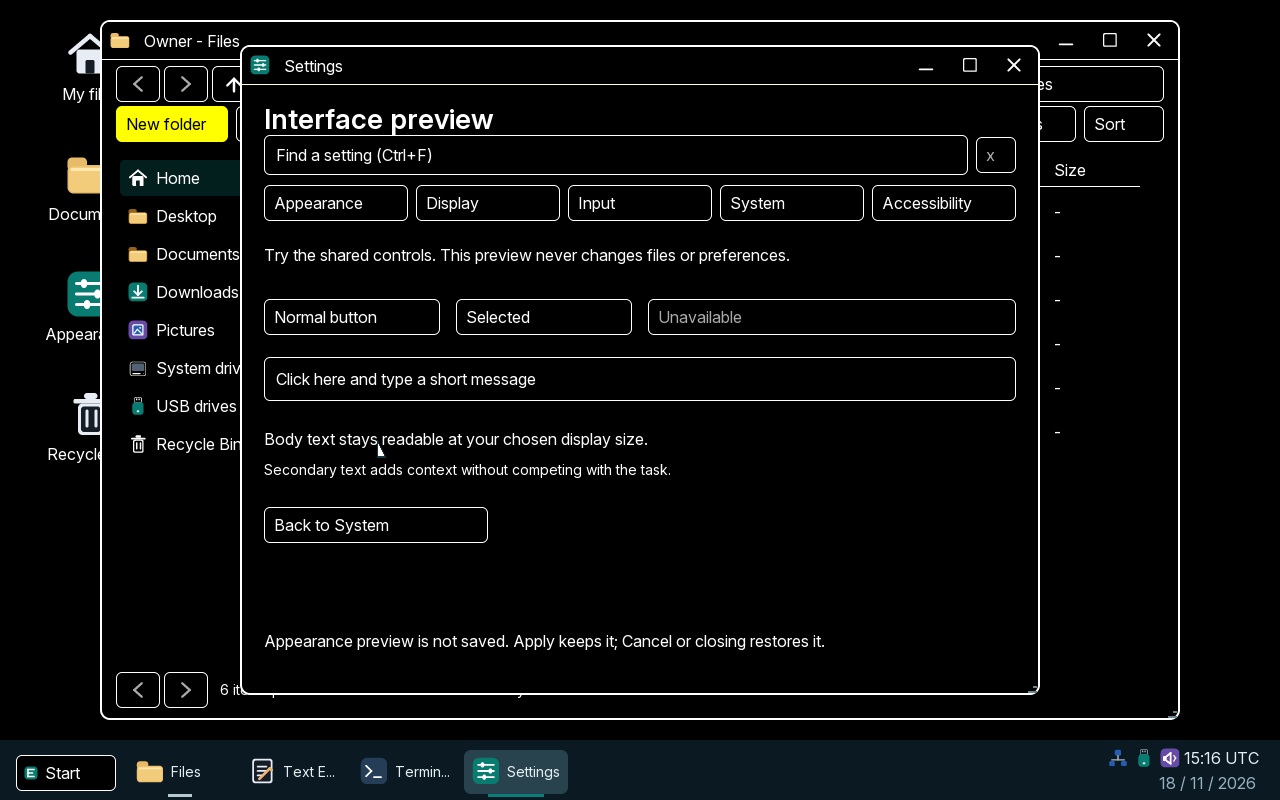 Owner - Files
Settings
My fil
es
New folder
s
Sort
Interface preview
Find a setting (Ctrl+F)
x
Home
Size
Appearance
Display
Input
System
Accessibility
Docum
Desktop
-
Documents
Try the shared controls. This preview never changes files or preferences.
-
Downloads
-
Normal button
Selected
Unavailable
Appeara
Pictures
-
System driv
Click here and type a short message
-
USB drives
Recycle
Recycle Bin
Body text stays readable at your chosen display size.
-
Secondary text adds context without competing with the task.
Back to System
Appearance preview is not saved. Apply keeps it; Cancel or closing restores it.
Start
Files
Text E...
Termin...
Settings
15:16 UTC
18 / 11 / 2026